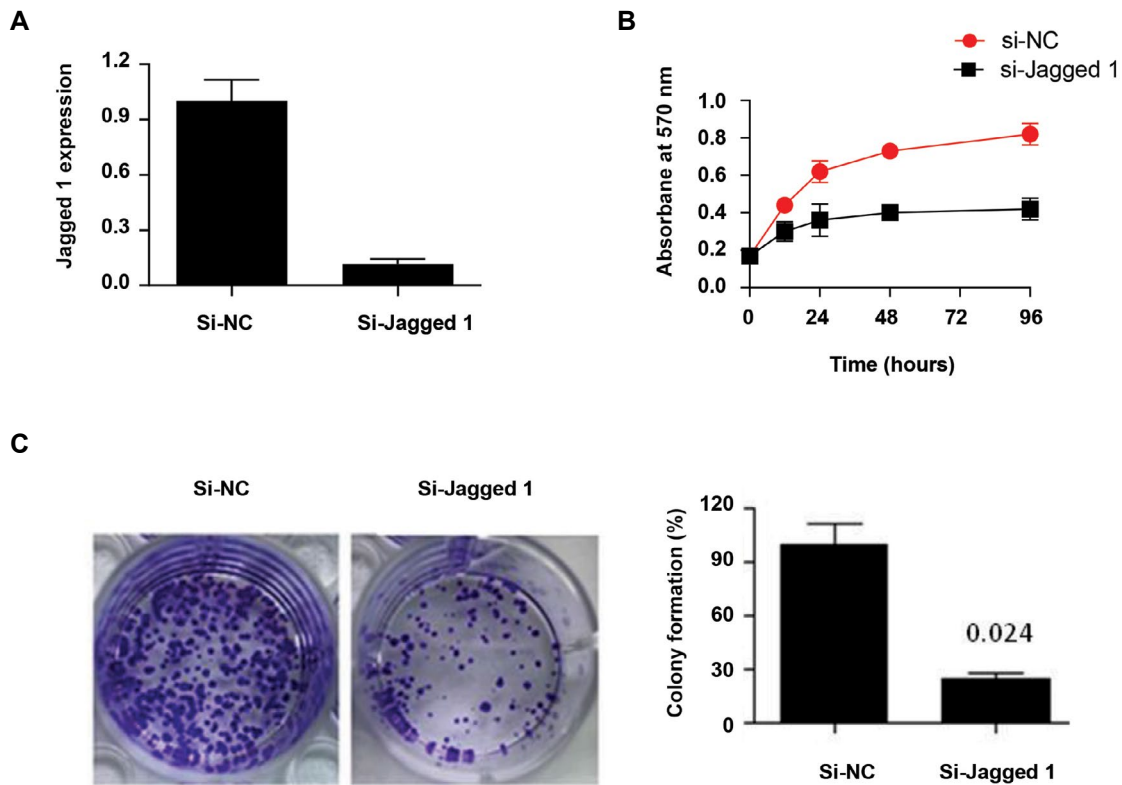 A
1.2
0.9
0.6
0.3
0.0
Jagged 1 expression
Si-NC Si-Jagged 1
B
si-NC
si-Jagged 1
1.0
0.8
0.6
0.4
0.2
0.0
Absorbane at 570 nm
0 24 48 72 96
Time (hours)
C
Si-NC Si-Jagged 1
120
90
60
30
0
Colony formation (%)
0.024
Si-NC Si-Jagged 1